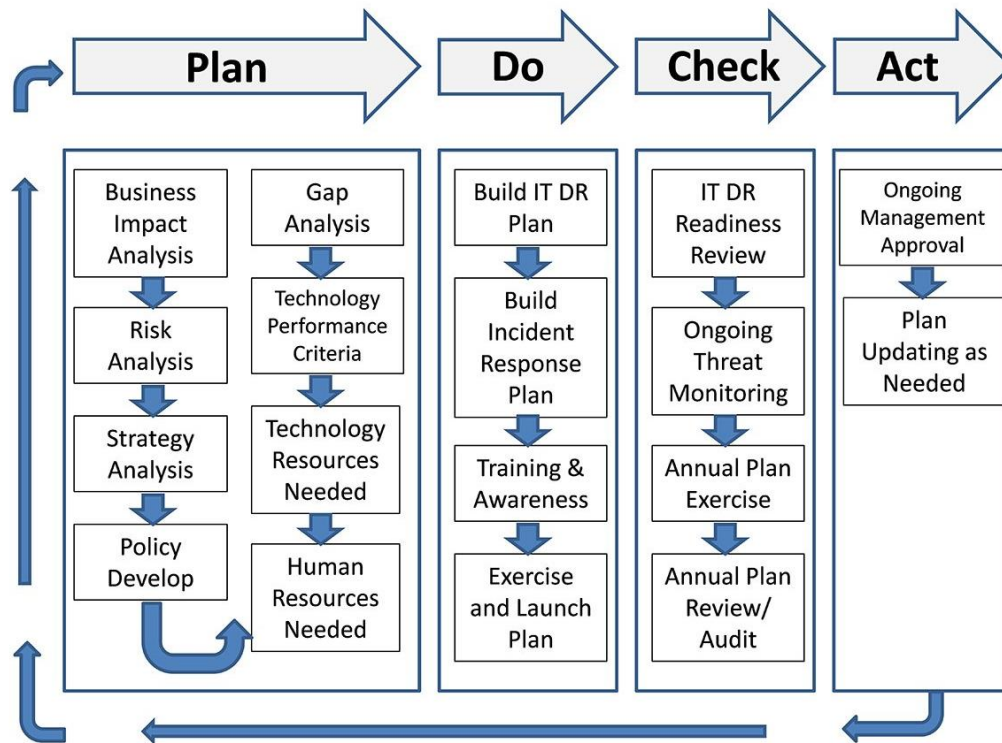 Plan
Do
Check
Act
Business
Impact
Analysis
Risk
Analysis
Strategy
Analysis
Policy
Develop
Gap
Analysis
Technology
Performance
Criteria
Technology
Resources
Needed
Human
Resources
Needed
Build IT DR
Plan
Build
Incident
Response
Plan
Training &
Awareness
Exercise
and Launch
Plan
IT DR
Readiness
Review
Ongoing
Threat
Monitoring
Annual Plan
Exercise
Annual Plan
Review/
Audit
Ongoing
Management
Approval
Plan
Updating as
Needed